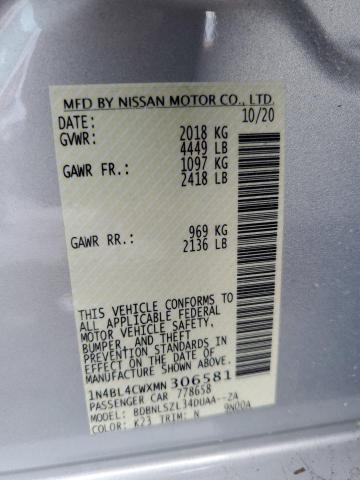 MFD BY NISSAN MOTOR CO., LTD.
DATE: 10/20
GVWR: 2018 KG
4449 LB
GAWR FR.: 1097 KG
2418 LB
GAWR RR.: 969 KG
2136 LB
THIS VEHICLE CONFORMS TO
ALL APPLICABLE FEDERAL
MOTOR VEHICLE SAFETY,
BUMPER, AND THEFT
PREVENTION STANDARDS
IN EFFECT ON THE DATE OF
MANUFACTURE SHOWN ABOVE.
1N4BL4CWXMN306581
PASSENGER CAR 778658
MODEL: BDBNLSZL34DUAA--ZA
COLOR: K23 TRIM: N 9N00A